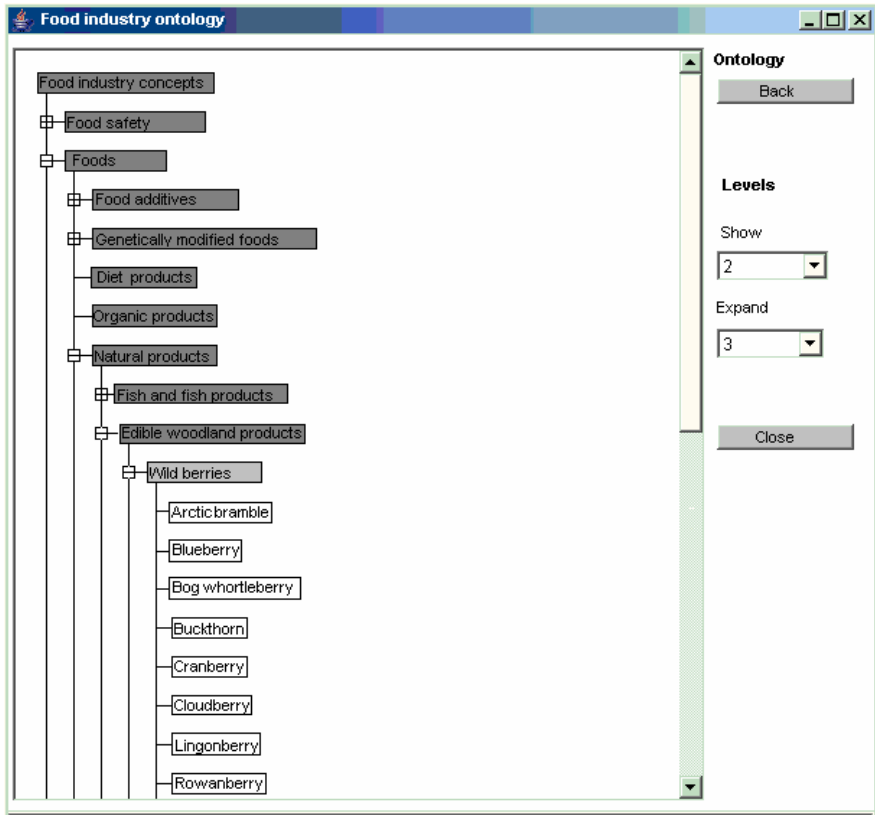 Food industry ontology
Food industry concepts
Food safety
Foods
Food additives
Genetically modified foods
Diet products
Organic products
Natural products
Fish and fish products
Edible woodland products
Wild berries
Arctic bramble
Blueberry
Bog whortleberry
Buckthorn
Cranberry
Cloudberry
Lingonberry
Rowanberry
Ontology
Back
Levels
Show
2
Expand
3
Close